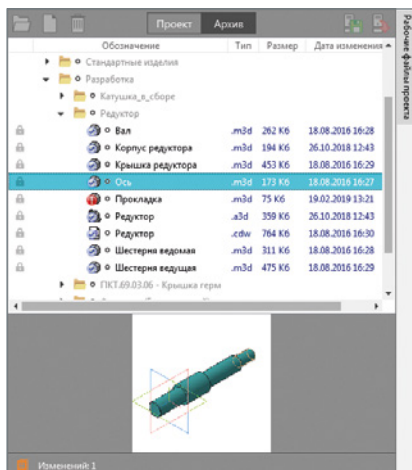 Проект Архив
Обозначение Тип Размер Дата изменения
Стандартные изделия
Разработка
Катушка_в_сборе
Редуктор
Вал .m3d 262 Кб 18.08.2016 16:28
Корпус редуктора .m3d 194 Кб 26.10.2018 12:43
Крышка редуктора .m3d 453 Кб 18.08.2016 16:29
Ось .m3d 173 Кб 18.08.2016 16:27
Прокладка .m3d 75 Кб 19.02.2019 13:21
Редуктор .a3d 359 Кб 26.10.2018 12:43
Редуктор .cdw 764 Кб 18.08.2016 16:30
Шестерня ведомая .m3d 311 Кб 18.08.2016 16:28
Шестерня ведущая .m3d 475 Кб 18.08.2016 16:29
ПКТ.69.03.06 - Крышка герм
Изменений: 1
Рабочие файлы проекта